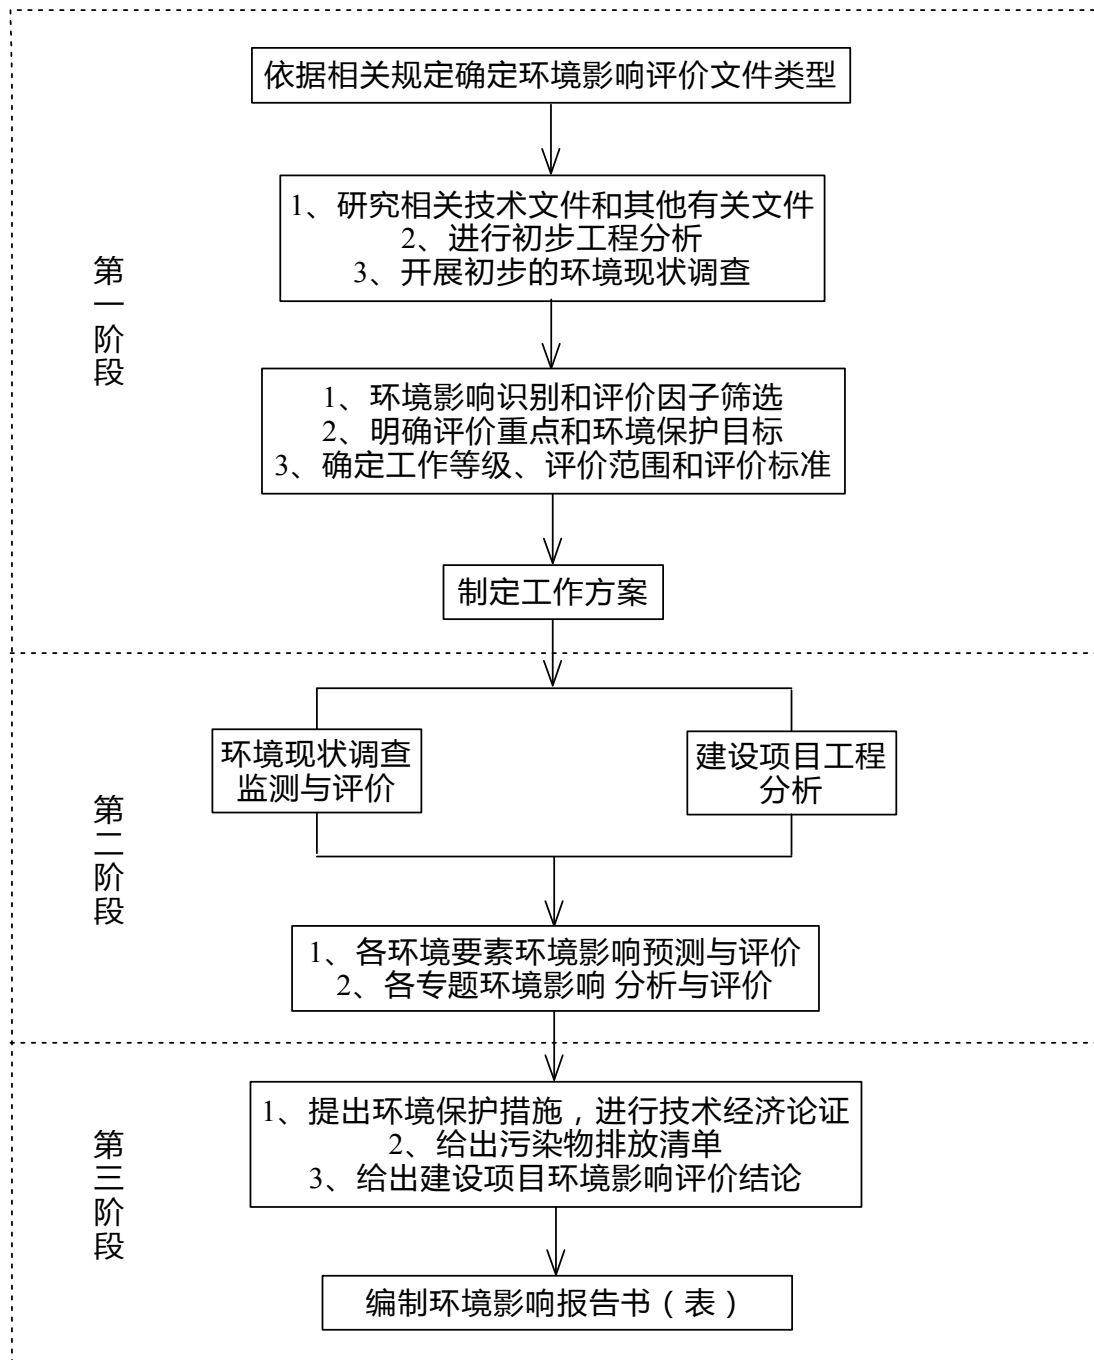 依据相关规定确定环境影响评价文件类型
1、研究相关技术文件和其他有关文件
2、进行初步工程分析
3、开展初步的环境现状调查
第一阶段
1、环境影响识别和评价因子筛选
2、明确评价重点和环境保护目标
3、确定工作等级、评价范围和评价标准
制定工作方案
环境现状调查
监测与评价
建设项目工程
分析
第二阶段
1、各环境要素环境影响预测与评价
2、各专题环境影响 分析与评价
1、提出环境保护措施，进行技术经济论证
2、给出污染物排放清单
3、给出建设项目环境影响评价结论
第三阶段
编制环境影响报告书（表）